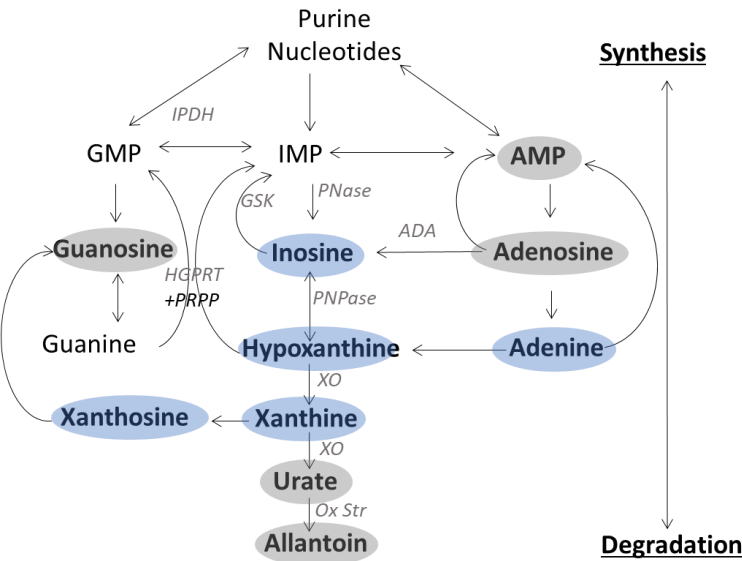 Purine
Nucleotides
Synthesis
IPDH
GMP
IMP
AMP
GSK
PNase
ADA
Guanosine
Inosine
Adenosine
HGPRT
+PRPP
PNPase
Guanine
Hypoxanthine
Adenine
XO
Xanthosine
Xanthine
XO
Urate
Ox Str
Allantoin
Degradation